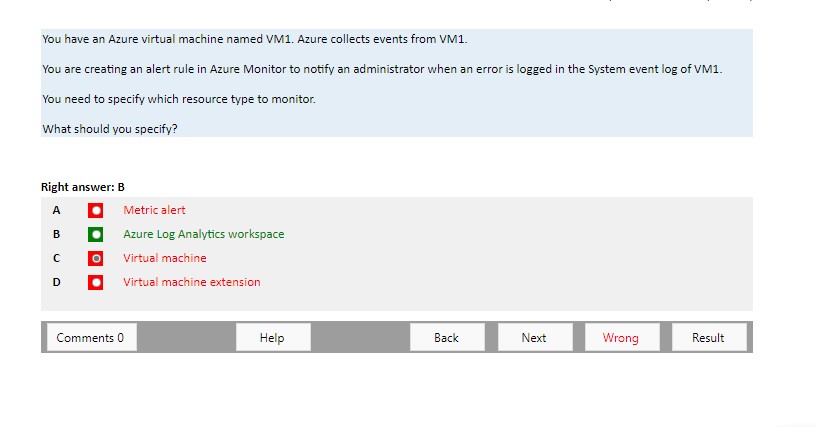 You have an Azure virtual machine named VM1. Azure collects events from VM1.
You are creating an alert rule in Azure Monitor to notify an administrator when an error is logged in the System event log of VM1.
You need to specify which resource type to monitor.
What should you specify?
Right answer: B
A Metric alert
B Azure Log Analytics workspace
C Virtual machine
D Virtual machine extension
Comments 0 Help Back Next Wrong Result